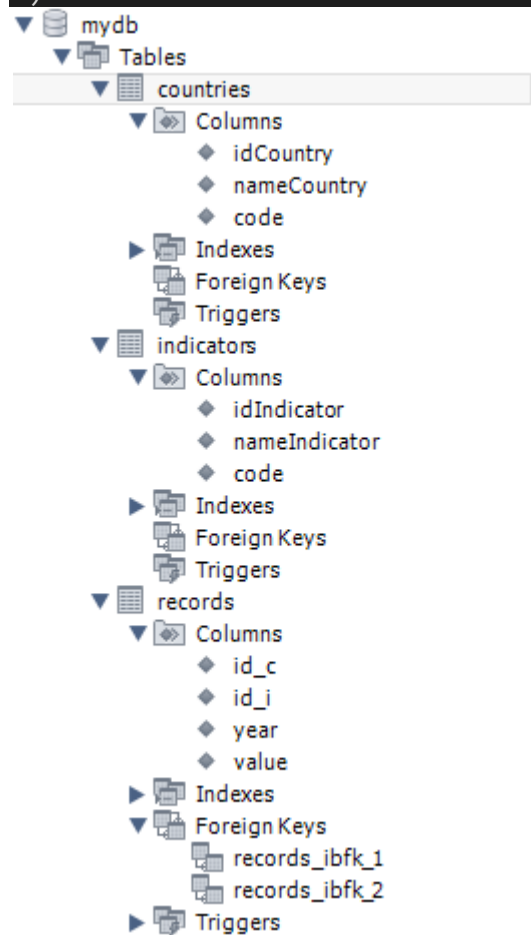 mydb
Tables
countries
Columns
idCountry
nameCountry
code
Indexes
Foreign Keys
Triggers
indicators
Columns
idIndicator
nameIndicator
code
Indexes
Foreign Keys
Triggers
records
Columns
id_c
id_i
year
value
Indexes
Foreign Keys
records_ibfk_1
records_ibfk_2
Triggers